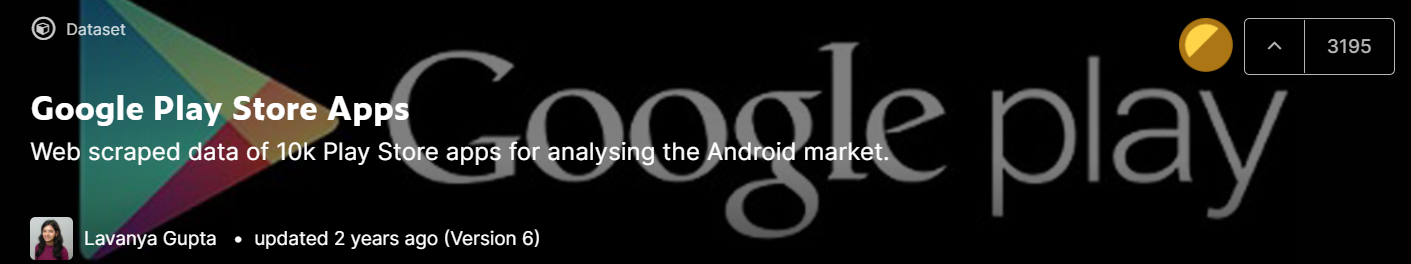 Dataset
3195
Google Play Store Apps
Google play
Web scraped data of 10k Play Store apps for analysing the Android market.
Lavanya Gupta • updated 2 years ago (Version 6)